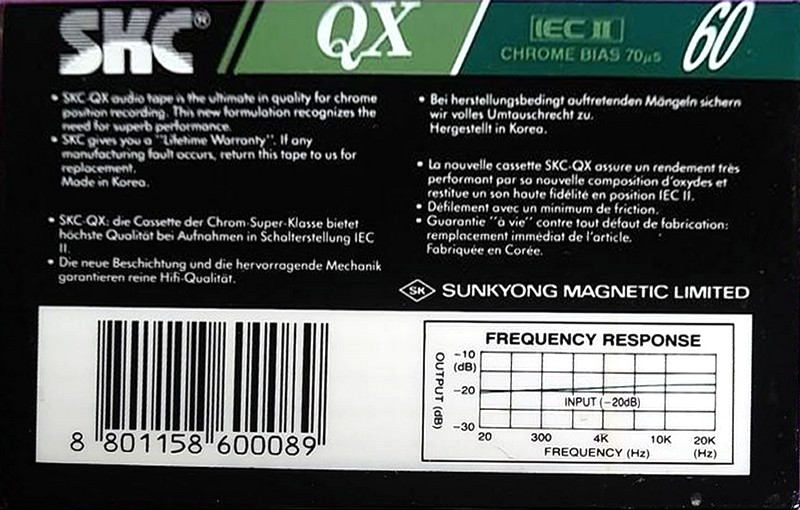 SKC®
QX
IEC II
CHROME BIAS 70µs
60
• SKC-QX audio tape is the ultimate in quality for chrome
position recording. This new formulation recognizes the
need for superb performance.
• SKC gives you a "Lifetime Warranty". If any
manufacturing fault occurs, return this tape to us for
replacement.
Made in Korea.
• SKC-QX: die Cassette der Chrom-Super-Klasse bietet
höchste Qualität bei Aufnahmen in Schalterstellung IEC
II.
• Die neue Beschichtung und die hervorragende Mechanik
garantieren reine Hifi-Qualität.
• Bei herstellungsbedingt auftretenden Mängeln sichern
wir volles Umtauschrecht zu.
Hergestellt in Korea.
• La nouvelle cassette SKC-QX assure un rendement très
performant par sa nouvelle composition d'oxydes et
restitue un son haute fidélité en position IEC II.
• Défilement avec un minimum de friction.
• Guarantie "à vie" contre tout défaut de fabrication:
remplacement immédiat de l'article.
Fabriquée en Corée.
SK SUNKYONG MAGNETIC LIMITED
8 801158 600089
FREQUENCY RESPONSE
OUTPUT (dB)
-10
(dB)
-20
-30
INPUT (-20dB)
20 300 4K 10K 20K
FREQUENCY (Hz) (Hz)